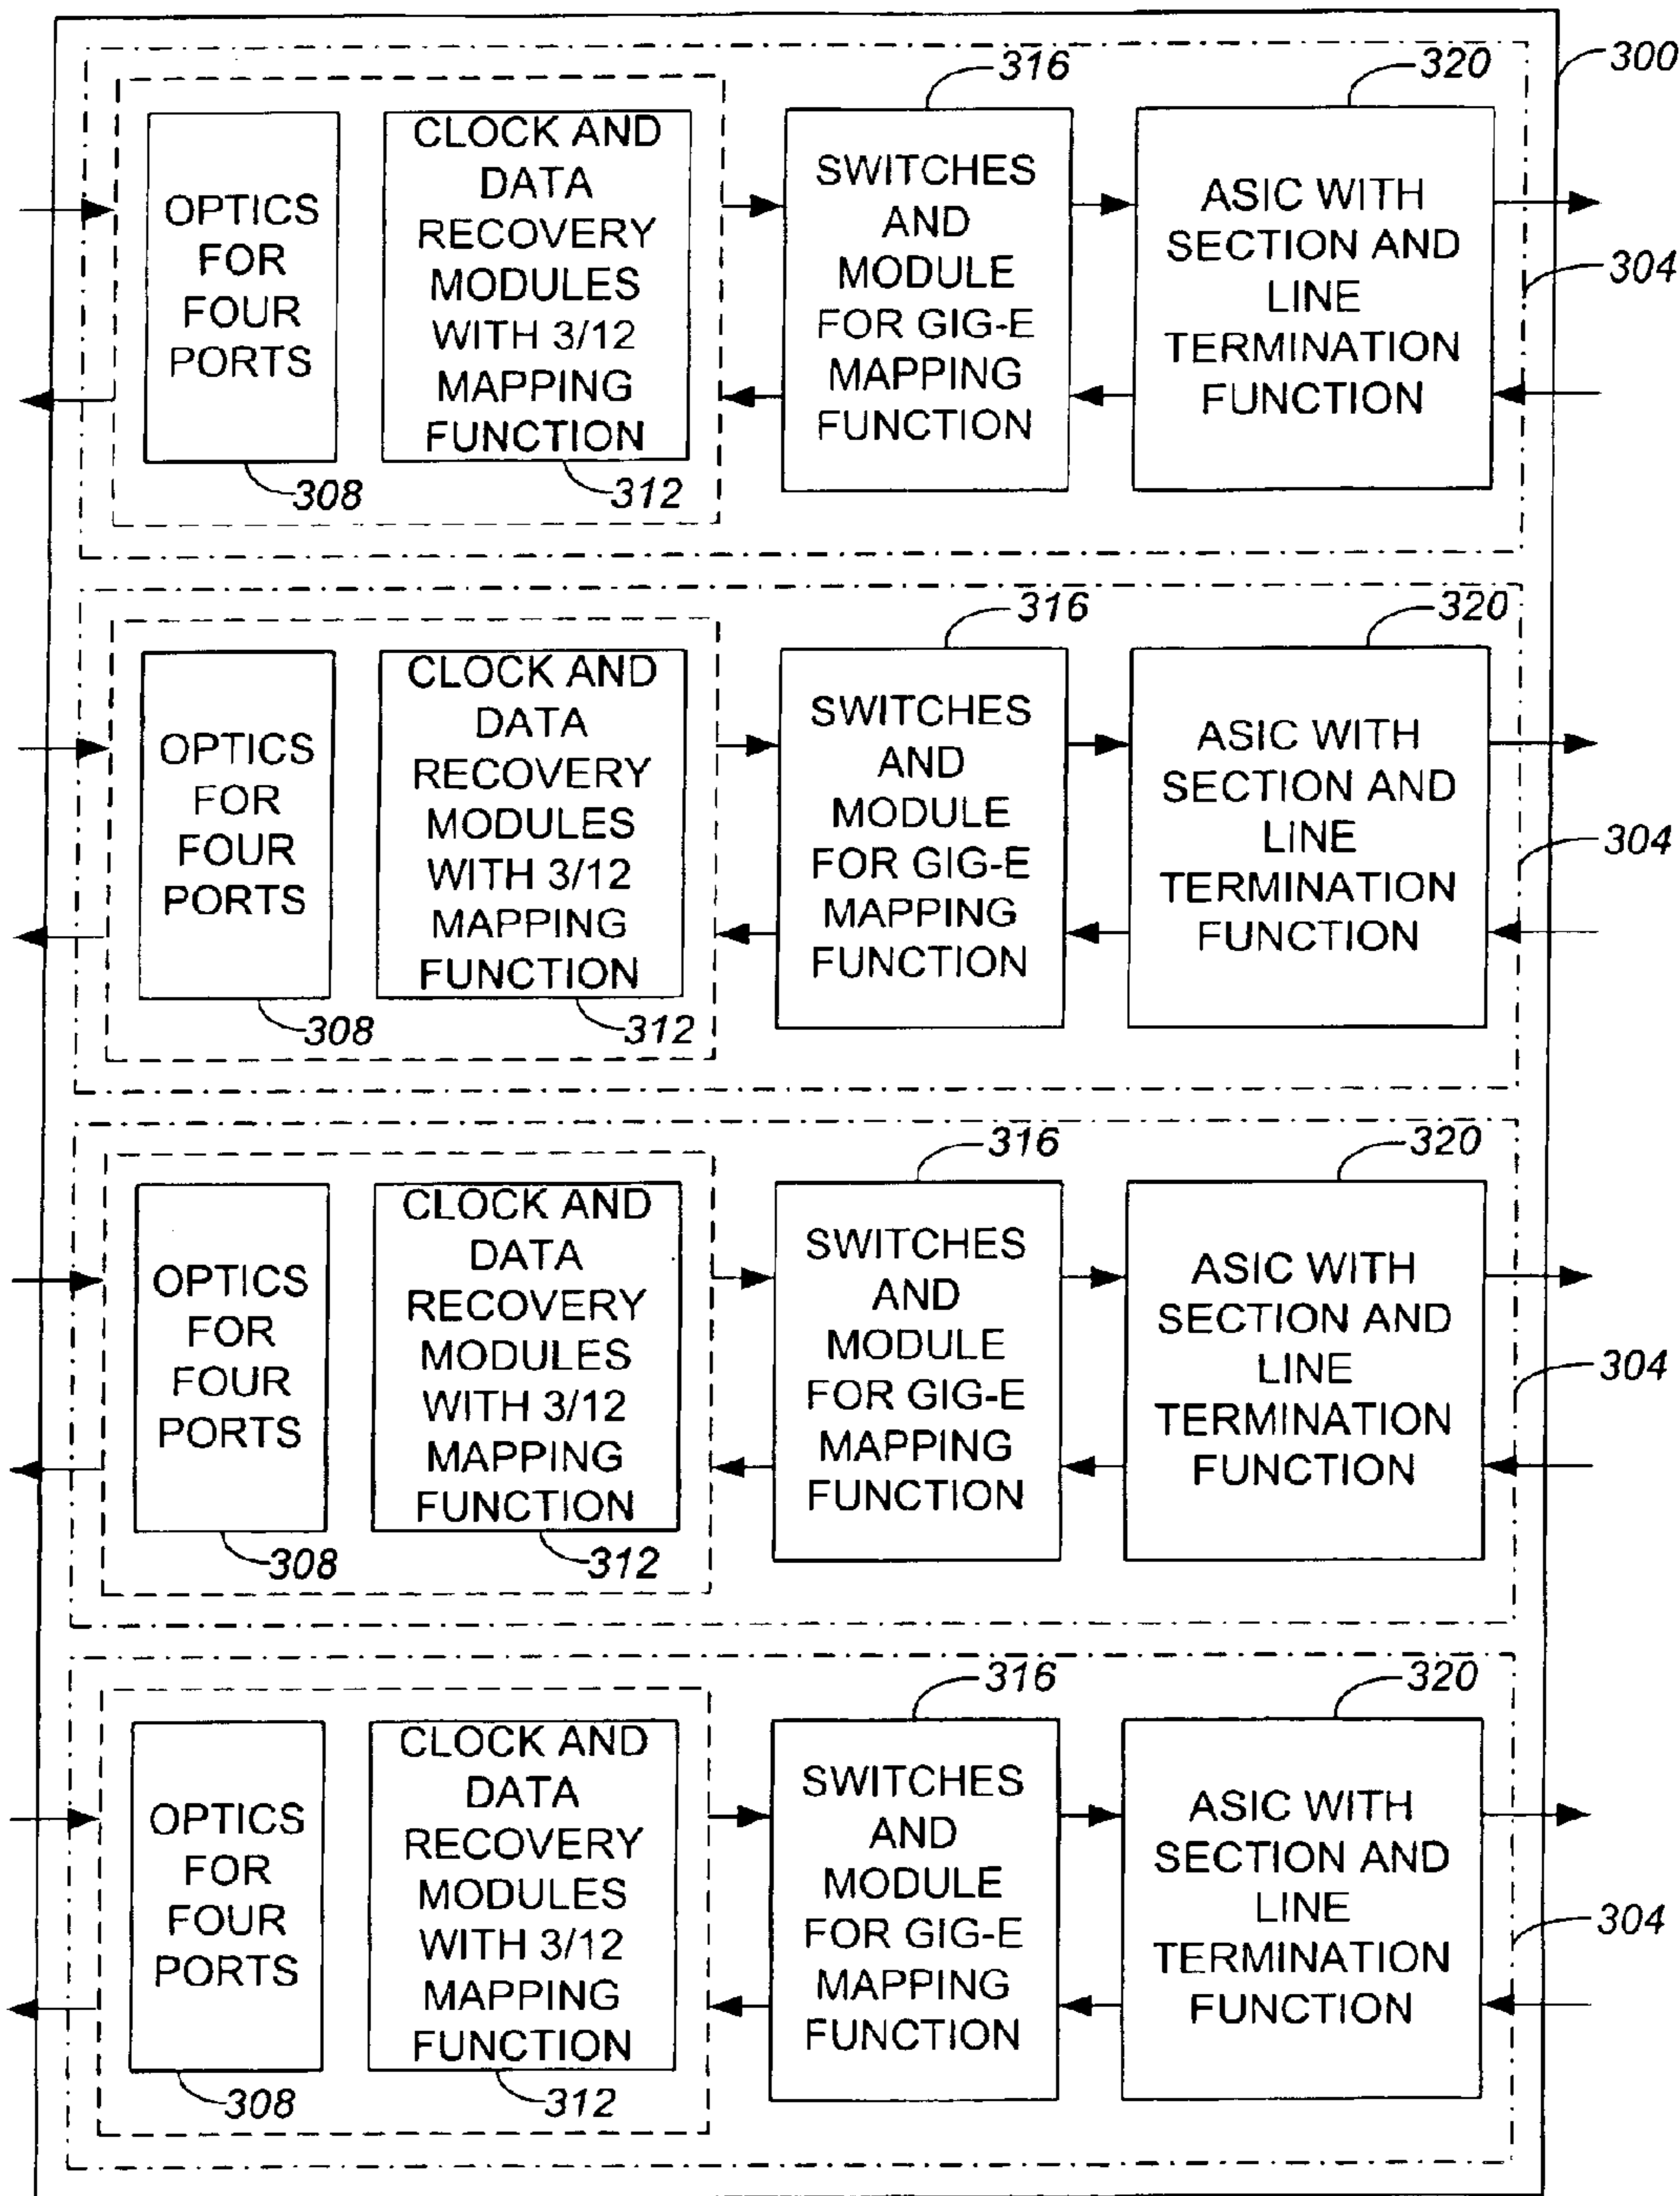 300
316
320
OPTICS
FOR
FOUR
PORTS
CLOCK AND
DATA
RECOVERY
MODULES
WITH 3/12
MAPPING
FUNCTION
SWITCHES
AND
MODULE
FOR GIG-E
MAPPING
FUNCTION
ASIC WITH
SECTION AND
LINE
TERMINATION
FUNCTION
304
308
312
316
320
OPTICS
FOR
FOUR
PORTS
CLOCK AND
DATA
RECOVERY
MODULES
WITH 3/12
MAPPING
FUNCTION
SWITCHES
AND
MODULE
FOR GIG-E
MAPPING
FUNCTION
ASIC WITH
SECTION AND
LINE
TERMINATION
FUNCTION
304
308
312
316
320
OPTICS
FOR
FOUR
PORTS
CLOCK AND
DATA
RECOVERY
MODULES
WITH 3/12
MAPPING
FUNCTION
SWITCHES
AND
MODULE
FOR GIG-E
MAPPING
FUNCTION
ASIC WITH
SECTION AND
LINE
TERMINATION
FUNCTION
304
308
312
316
320
OPTICS
FOR
FOUR
PORTS
CLOCK AND
DATA
RECOVERY
MODULES
WITH 3/12
MAPPING
FUNCTION
SWITCHES
AND
MODULE
FOR GIG-E
MAPPING
FUNCTION
ASIC WITH
SECTION AND
LINE
TERMINATION
FUNCTION
304
308
312